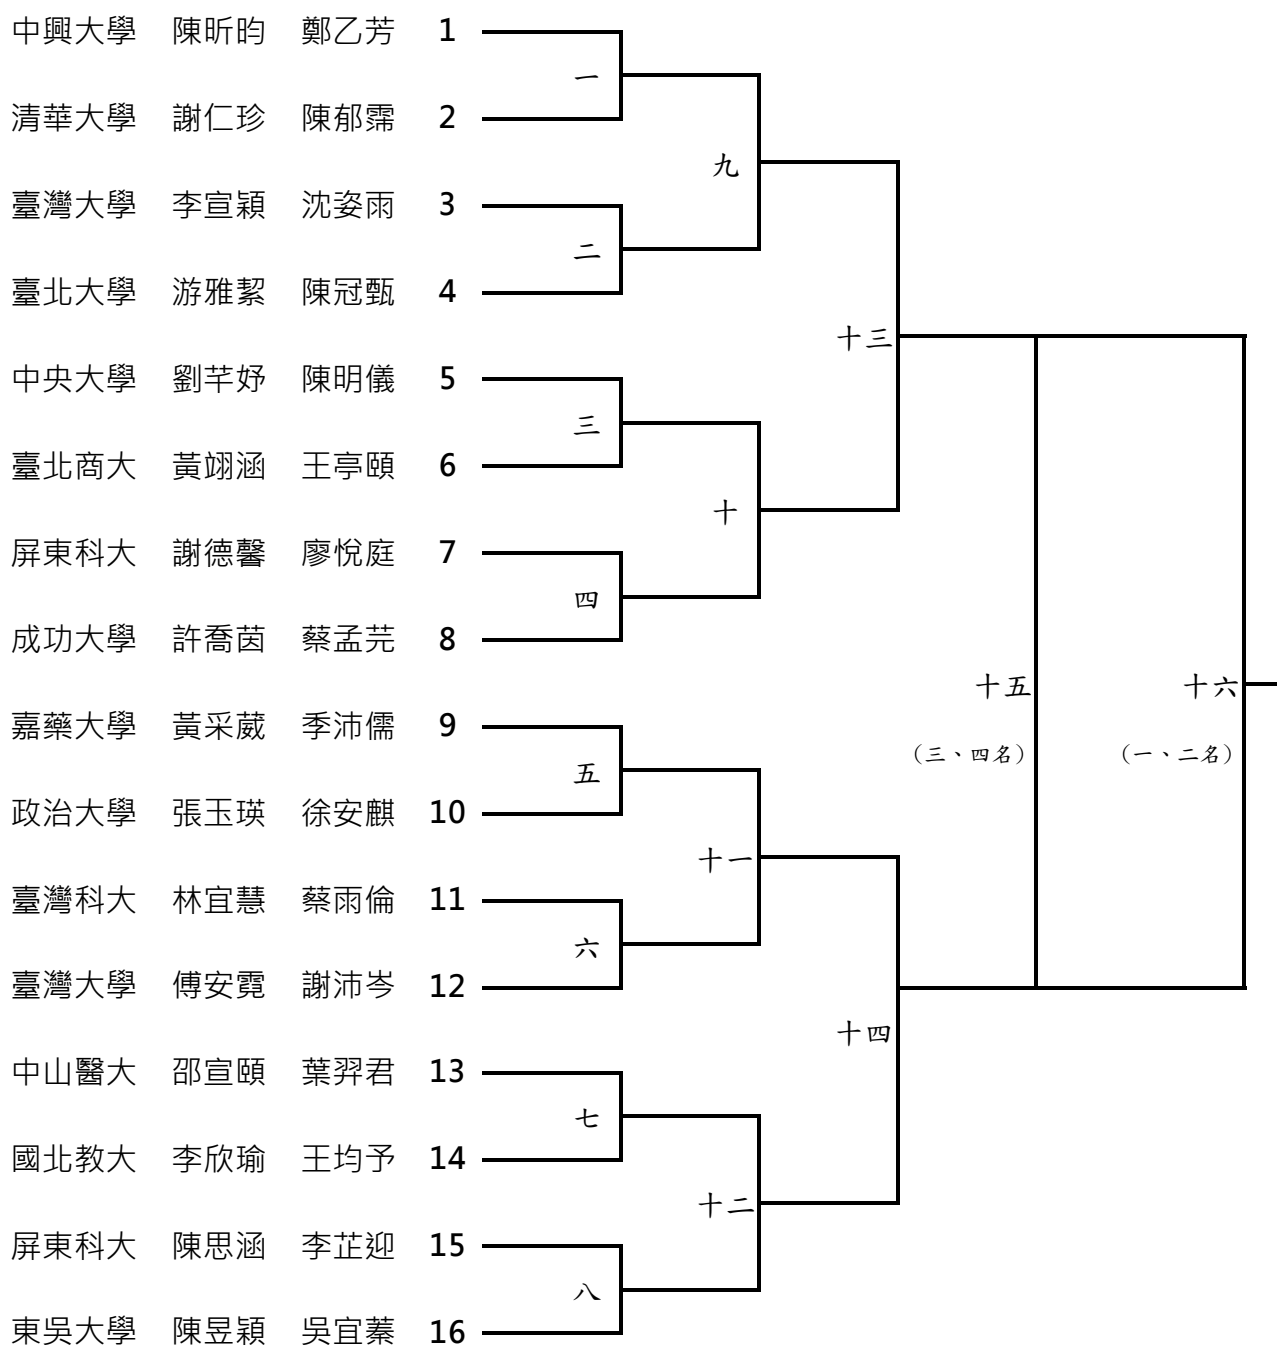 中興大學 陳昕昀 鄭乙芳 1
一
清華大學 謝仁珍 陳郁霈 2
九
臺灣大學 李宣穎 沈姿雨 3
二
臺北大學 游雅絜 陳冠甄 4
十三
中央大學 劉芊妤 陳明儀 5
三
臺北商大 黃翊涵 王亭頤 6
十
屏東科大 謝德馨 廖悅庭 7
四
成功大學 許喬茵 蔡孟芫 8
十五 十六
嘉藥大學 黃采葳 季沛儒 9
(三、四名) (一、二名)
五
政治大學 張玉瑛 徐安麒 10
十一
臺灣科大 林宜慧 蔡雨倫 11
六
臺灣大學 傅安霓 謝沛岑 12
十四
中山醫大 邵宣頤 葉羿君 13
七
國北教大 李欣瑜 王均予 14
十二
屏東科大 陳思涵 李芷迎 15
八
東吳大學 陳昱穎 吳宜蓁 16